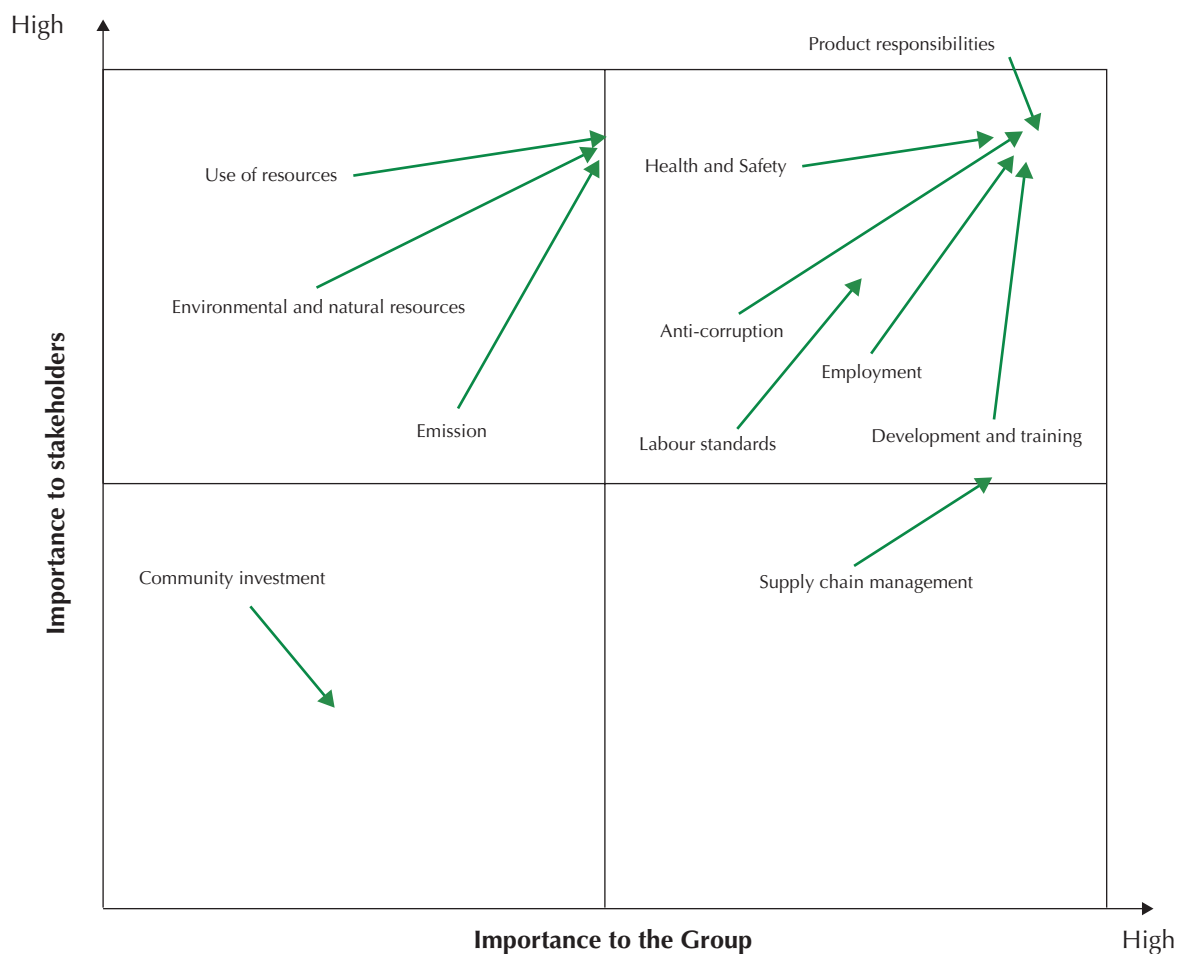 High
Product responsibilities
Health and Safety
Use of resources
Environmental and natural resources
Anti-corruption
Employment
Emission
Labour standards
Development and training
Importance to stakeholders
Community investment
Supply chain management
Importance to the Group
High